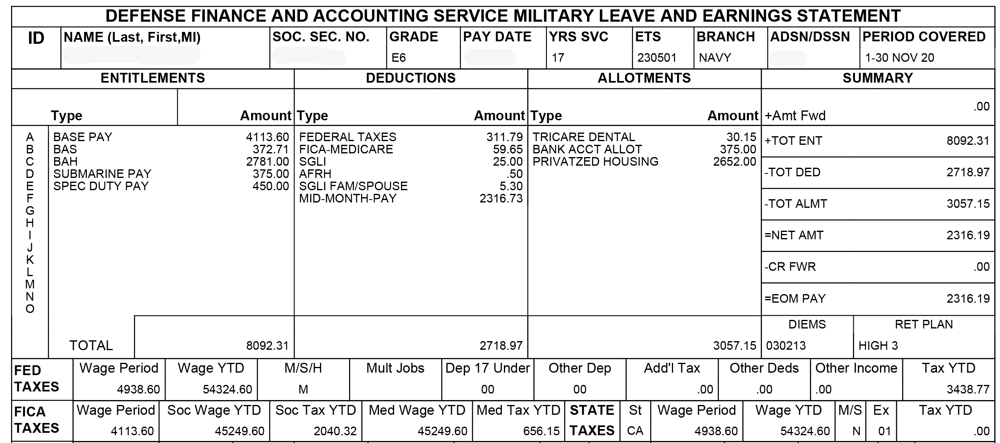 DEFENSE FINANCE AND ACCOUNTING SERVICE MILITARY LEAVE AND EARNINGS STATEMENT
ID NAME (Last, First,MI) SOC. SEC. NO. GRADE PAY DATE YRS SVC ETS BRANCH ADSN/DSSN PERIOD COVERED
E6 17 230501 NAVY 1-30 NOV 20
ENTITLEMENTS DEDUCTIONS ALLOTMENTS SUMMARY
Type Amount Type Amount Type Amount +Amt Fwd .00
A BASE PAY 4113.60 FEDERAL TAXES 311.79 TRICARE DENTAL 30.15 +TOT ENT 8092.31
B BAS 372.71 FICA-MEDICARE 59.65 BANK ACCT ALLOT 375.00
C BAH 2781.00 SGLI 25.00 PRIVATZED HOUSING 2652.00
D SUBMARINE PAY 375.00 AFRH .50 -TOT DED 2718.97
E SPEC DUTY PAY 450.00 SGLI FAM/SPOUSE 5.30
F MID-MONTH-PAY 2316.73 -TOT ALMT 3057.15
G
H
I =NET AMT 2316.19
J
K
L -CR FWR .00
M
N =EOM PAY 2316.19
O
DIEMS RET PLAN
TOTAL 8092.31 2718.97 3057.15 030213 HIGH 3
FED TAXES Wage Period Wage YTD M/S/H Mult Jobs Dep 17 Under Other Dep Add'l Tax Other Deds Other Income Tax YTD
4938.60 54324.60 M 00 00 .00 .00 .00 3438.77
FICA TAXES Wage Period Soc Wage YTD Soc Tax YTD Med Wage YTD Med Tax YTD STATE TAXES St Wage Period Wage YTD M/S Ex Tax YTD
4113.60 45249.60 2040.32 45249.60 656.15 CA 4938.60 54324.60 N 01 .00